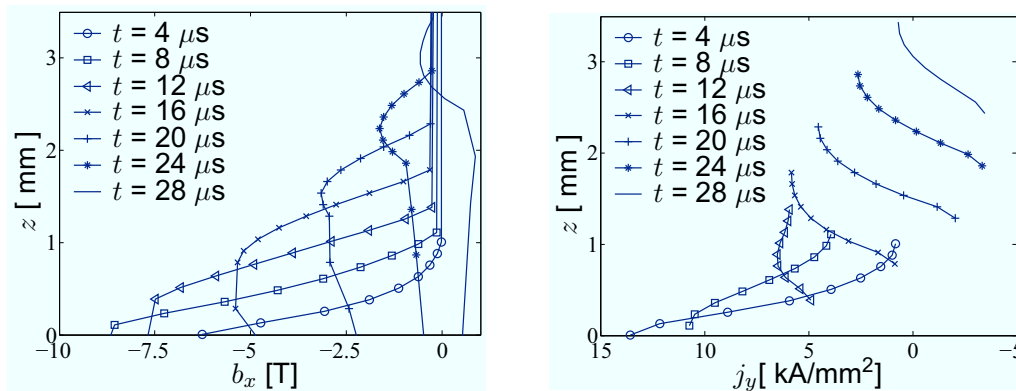 t = 4 μs
t = 8 μs
t = 12 μs
t = 16 μs
t = 20 μs
t = 24 μs
t = 28 μs
3
2
1
0
z [ mm]
−10
−7.5
−5
−2.5
0
b_x [T]
t = 4 μs
t = 8 μs
t = 12 μs
t = 16 μs
t = 20 μs
t = 24 μs
t = 28 μs
3
2
1
0
z [ mm]
15
10
5
0
−5
j_y[ kA/mm²]